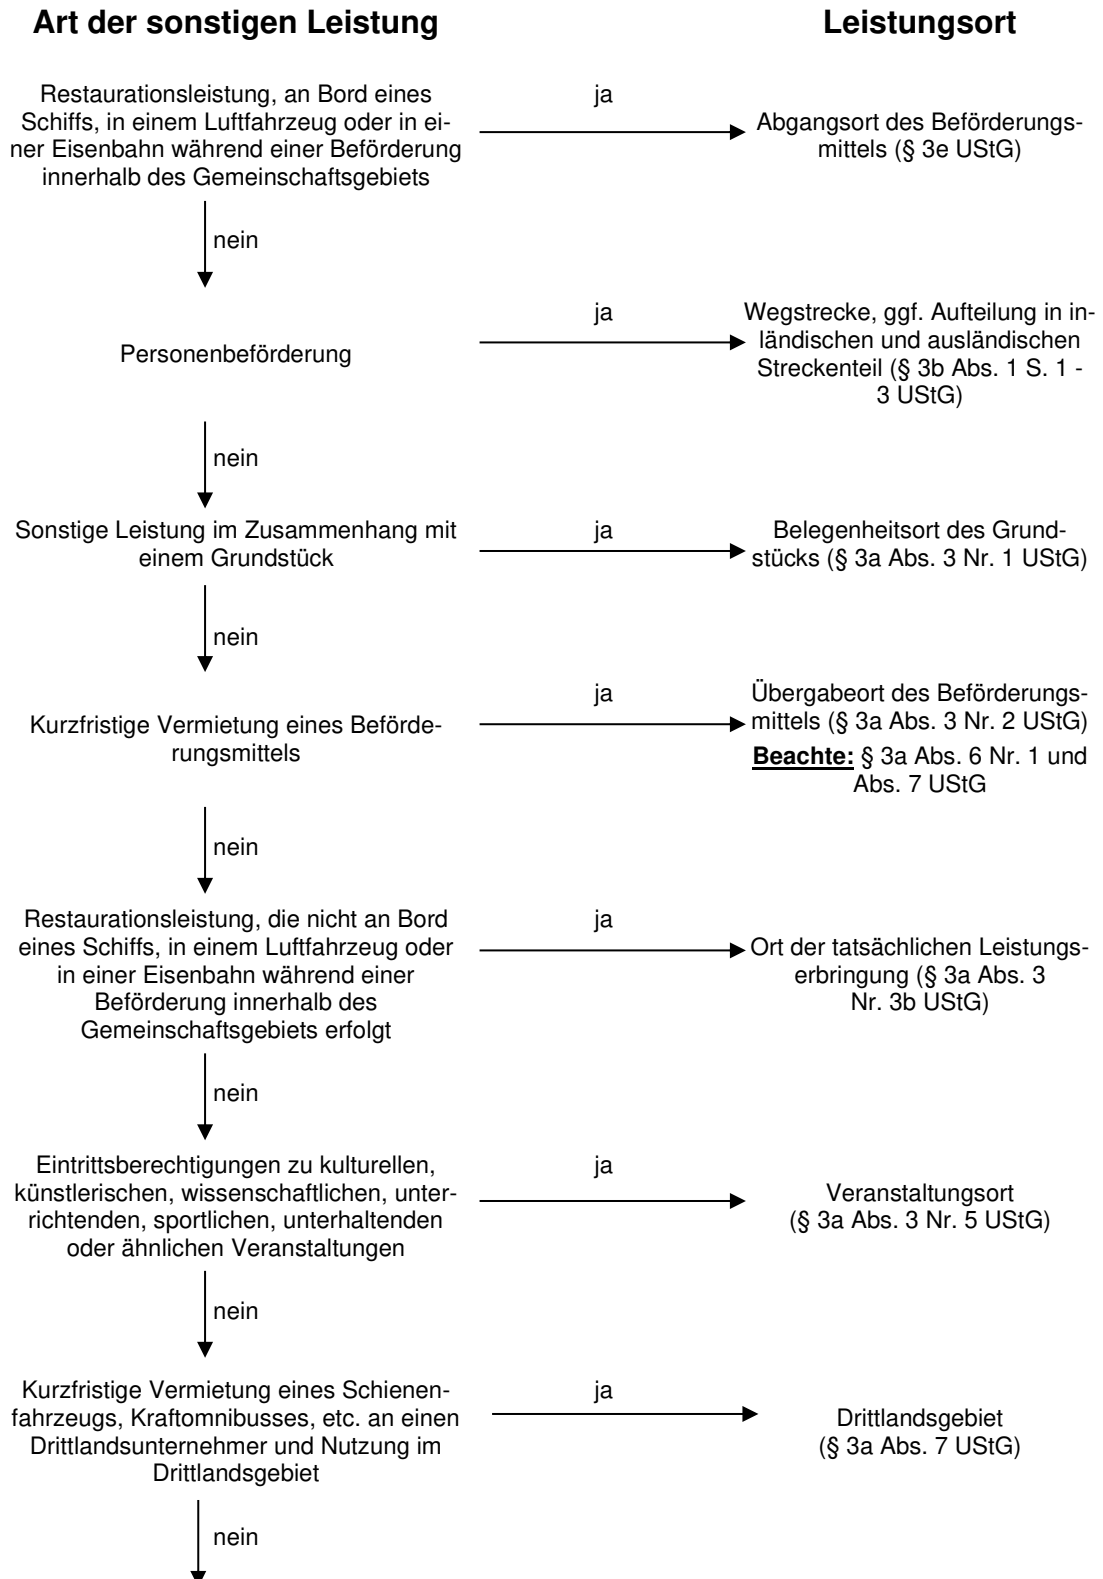 Art der sonstigen Leistung
Leistungsort
Restaurationsleistung, an Bord eines
Schiffs, in einem Luftfahrzeug oder in ei-
ner Eisenbahn während einer Beförderung
innerhalb des Gemeinschaftsgebiets
ja
Abgangsort des Beförderungs-
mittels (§ 3e UStG)
nein
Personenbeförderung
ja
Wegstrecke, ggf. Aufteilung in in-
ländischen und ausländischen
Streckenteil (§ 3b Abs. 1 S. 1 -
3 UStG)
nein
Sonstige Leistung im Zusammenhang mit
einem Grundstück
ja
Belegenheitsort des Grund-
stücks (§ 3a Abs. 3 Nr. 1 UStG)
nein
Kurzfristige Vermietung eines Beförde-
rungsmittels
ja
Übergabeort des Beförderungs-
mittels (§ 3a Abs. 3 Nr. 2 UStG)
Beachte: § 3a Abs. 6 Nr. 1 und
Abs. 7 UStG
nein
Restaurationsleistung, die nicht an Bord
eines Schiffs, in einem Luftfahrzeug oder
in einer Eisenbahn während einer
Beförderung innerhalb des
Gemeinschaftsgebiets erfolgt
ja
Ort der tatsächlichen Leistungs-
erbringung (§ 3a Abs. 3
Nr. 3b UStG)
nein
Eintrittsberechtigungen zu kulturellen,
künstlerischen, wissenschaftlichen, unter-
richtenden, sportlichen, unterhaltenden
oder ähnlichen Veranstaltungen
ja
Veranstaltungsort
(§ 3a Abs. 3 Nr. 5 UStG)
nein
Kurzfristige Vermietung eines Schienen-
fahrzeugs, Kraftomnibusses, etc. an einen
Drittlandsunternehmer und Nutzung im
Drittlandsgebiet
ja
Drittlandsgebiet
(§ 3a Abs. 7 UStG)
nein